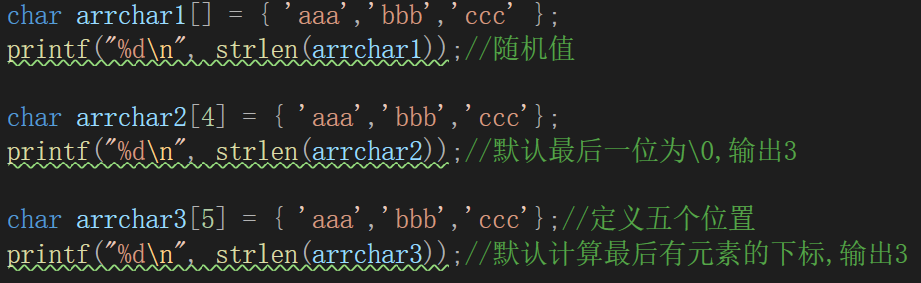 char arrchar1[] = { 'aaa','bbb','ccc' };
printf("%d\n", strlen(arrchar1));//随机值
char arrchar2[4] = { 'aaa','bbb','ccc'};
printf("%d\n", strlen(arrchar2));//默认最后一位为\0,输出3
char arrchar3[5] = { 'aaa','bbb','ccc'};//定义五个位置
printf("%d\n", strlen(arrchar3));//默认计算最后有元素的下标,输出3